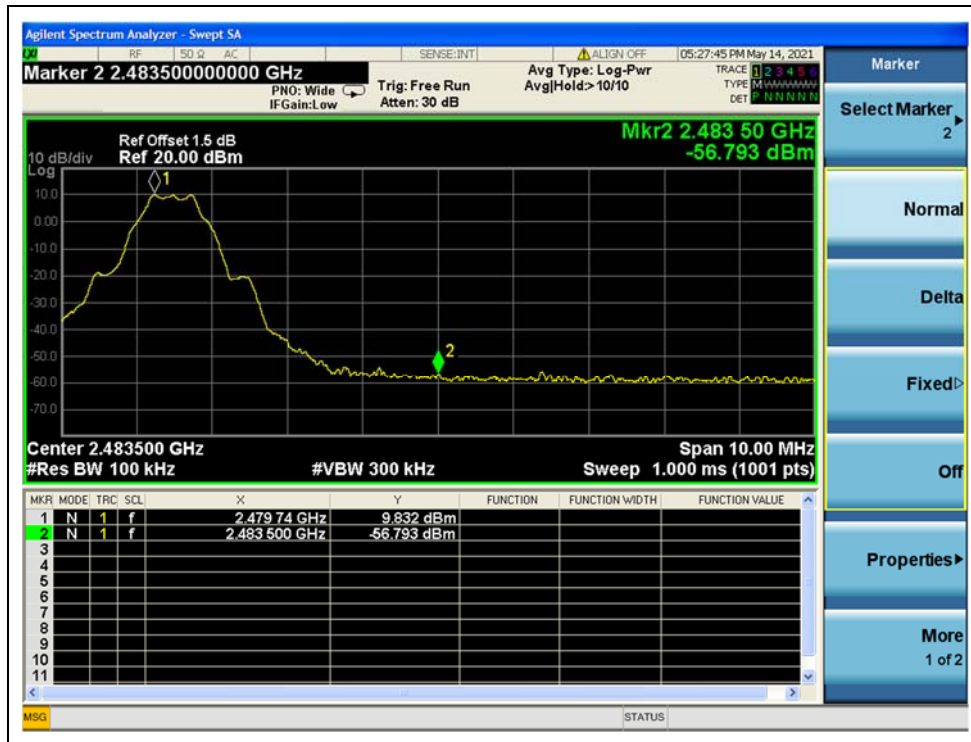 Agilent Spectrum Analyzer - Swept SA
LXI RF 50 Ω AC SENSE:INT ALIGN OFF 05:27:45 PM May 14, 2021
Marker 2 2.483500000000 GHz
PNO: Wide
IFGain:Low
Trig: Free Run
Atten: 30 dB
Avg Type: Log-Pwr
Avg|Hold:> 10/10
TRACE 1 2 3 4 5 6
TYPE M
DET P N N N N N
Mkr2 2.483 50 GHz
-56.793 dBm
Ref Offset 1.5 dB
10 dB/div Ref 20.00 dBm
Log
10.0
0.00
-10.0
-20.0
-30.0
-40.0
-50.0
-60.0
-70.0
1
2
Center 2.483500 GHz Span 10.00 MHz
#Res BW 100 kHz #VBW 300 kHz Sweep 1.000 ms (1001 pts)
MKR MODE TRC SCL X Y FUNCTION FUNCTION WIDTH FUNCTION VALUE
1 N 1 f 2.479 74 GHz 9.832 dBm
2 N 1 f 2.483 500 GHz -56.793 dBm
3
4
5
6
7
8
9
10
11
MSG STATUS
Marker
Select Marker
2
Normal
Delta
Fixed
Off
Properties
More
1 of 2